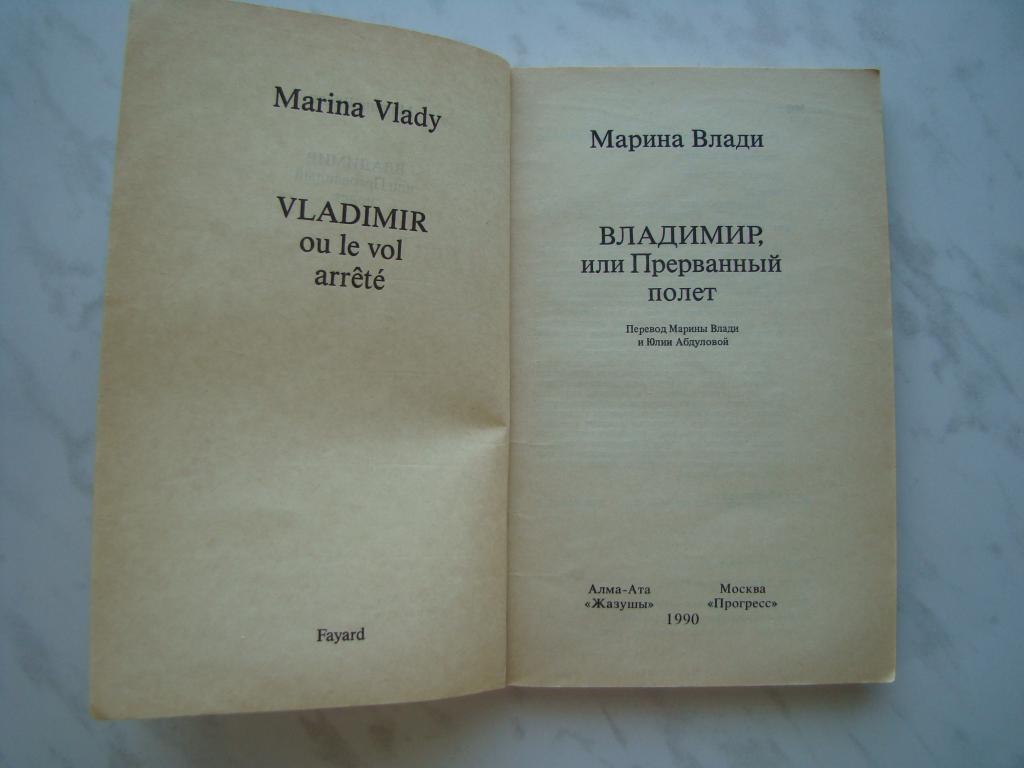 Marina Vlady
VLADIMIR
ou le vol
arrêté
Fayard
Марина Влади
ВЛАДИМИР,
или Прерванный
полет
Перевод Марины Влади
и Юлии Абдуловой
Алма-Ата
«Жазушы»
Москва
«Прогресс»
1990